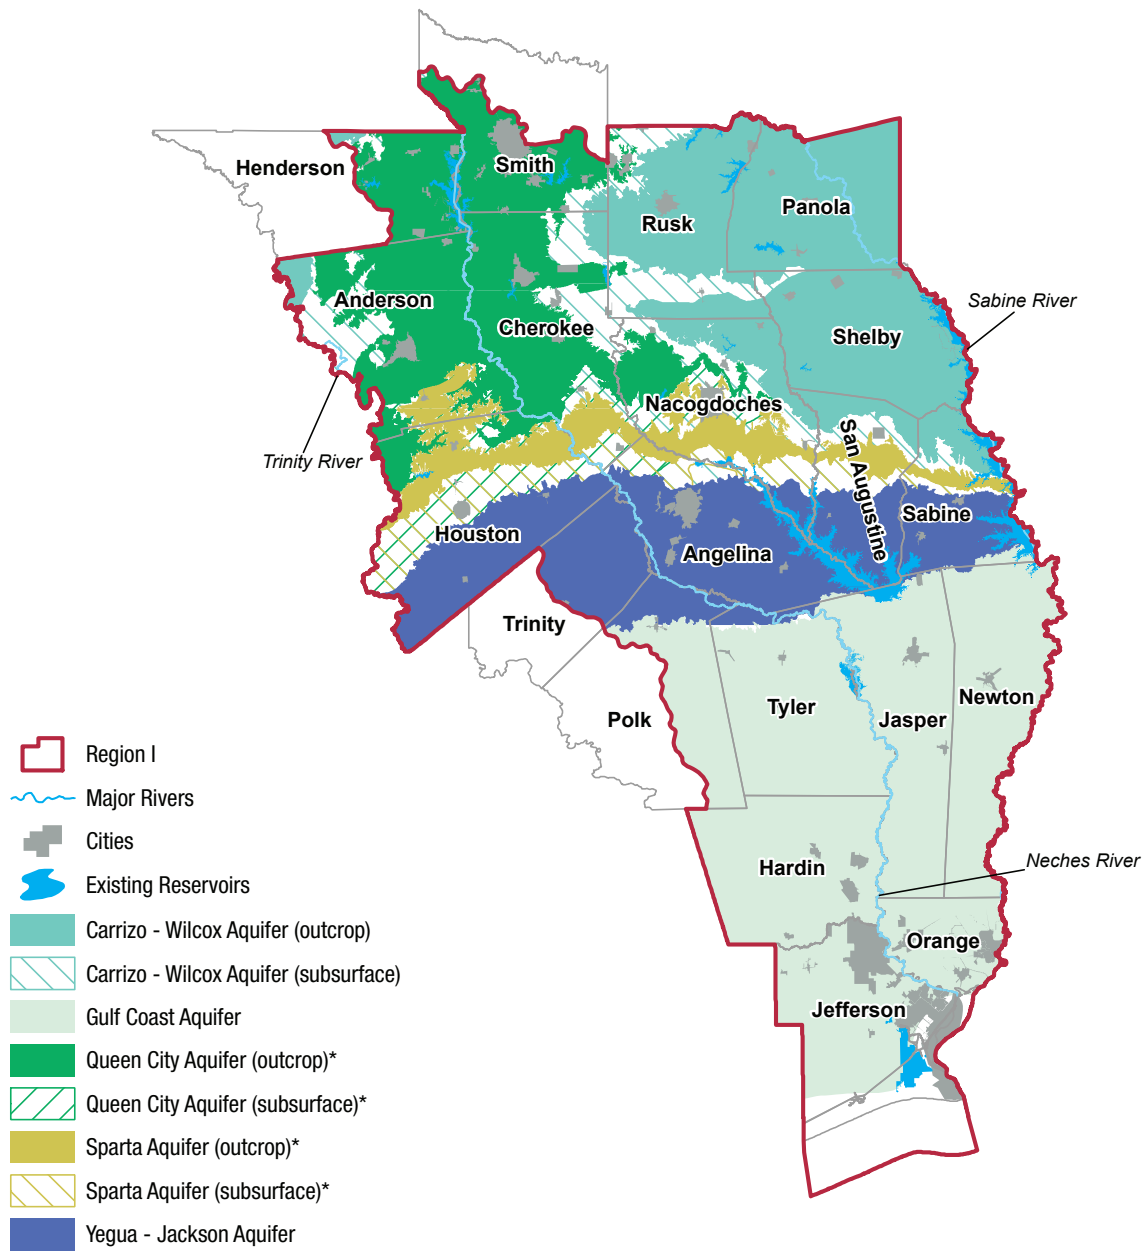 Henderson
Smith
Rusk
Panola
Anderson
Cherokee
Sabine River
Shelby
Nacogdoches
San Augustine
Trinity River
Houston
Angelina
Sabine
Trinity
Polk
Tyler
Jasper
Newton
Hardin
Neches River
Orange
Jefferson
Region I
Major Rivers
Cities
Existing Reservoirs
Carrizo - Wilcox Aquifer (outcrop)
Carrizo - Wilcox Aquifer (subsurface)
Gulf Coast Aquifer
Queen City Aquifer (outcrop)*
Queen City Aquifer (subsurface)*
Sparta Aquifer (outcrop)*
Sparta Aquifer (subsurface)*
Yegua - Jackson Aquifer